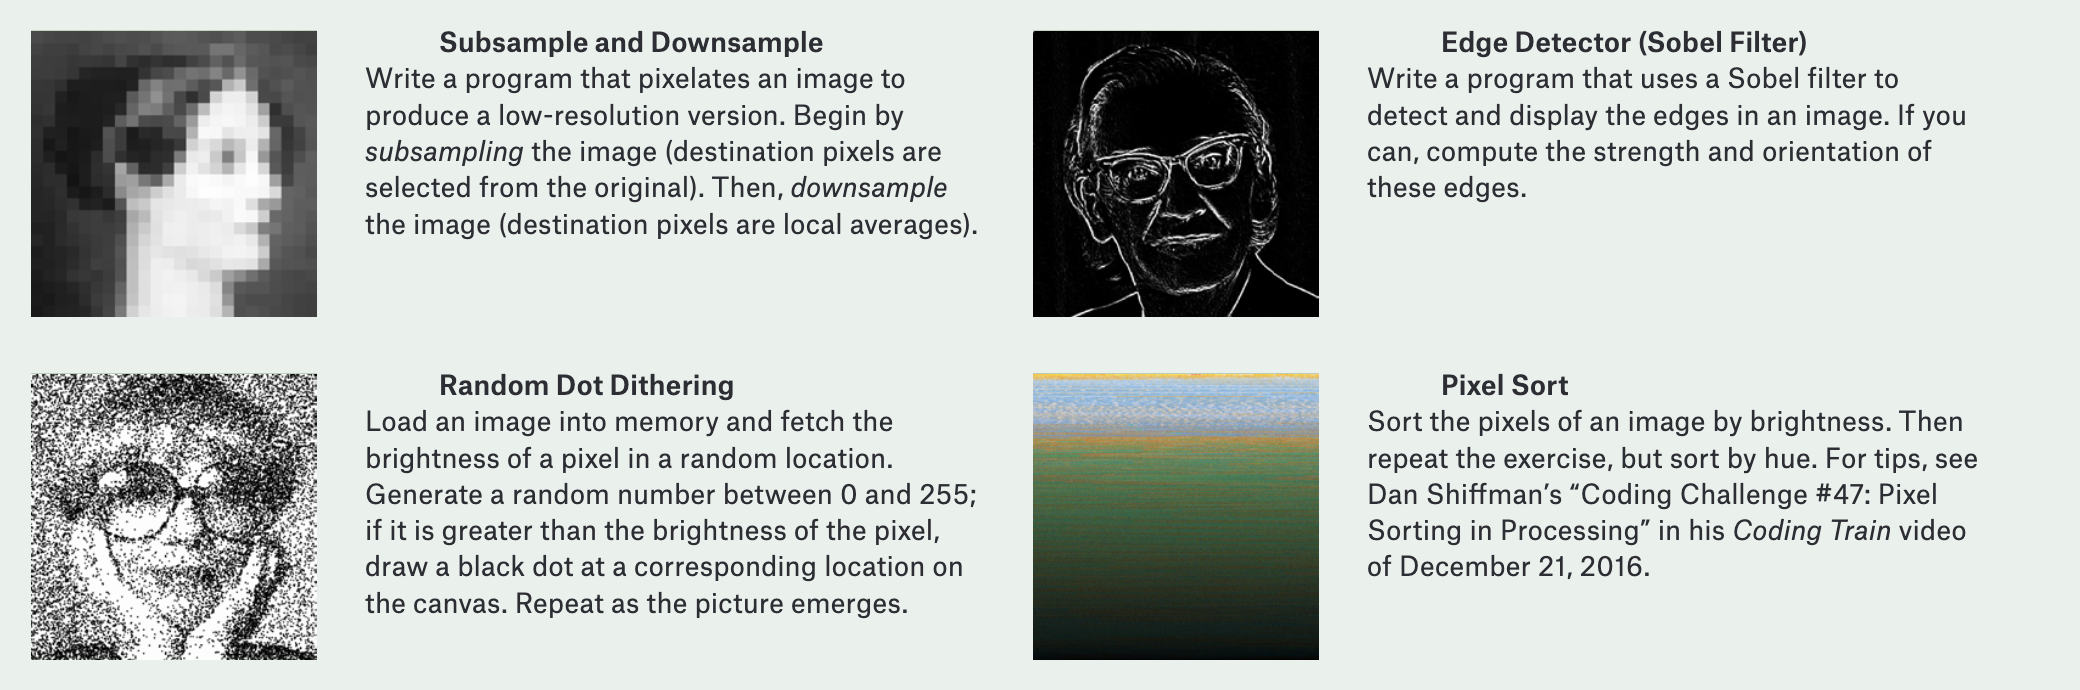 Subsample and Downsample
Write a program that pixelates an image to
produce a low-resolution version. Begin by
subsampling the image (destination pixels are
selected from the original). Then, downsample
the image (destination pixels are local averages).
Edge Detector (Sobel Filter)
Write a program that uses a Sobel filter to
detect and display the edges in an image. If you
can, compute the strength and orientation of
these edges.
Random Dot Dithering
Load an image into memory and fetch the
brightness of a pixel in a random location.
Generate a random number between 0 and 255;
if it is greater than the brightness of the pixel,
draw a black dot at a corresponding location on
the canvas. Repeat as the picture emerges.
Pixel Sort
Sort the pixels of an image by brightness. Then
repeat the exercise, but sort by hue. For tips, see
Dan Shiffman’s “Coding Challenge #47: Pixel
Sorting in Processing” in his Coding Train video
of December 21, 2016.